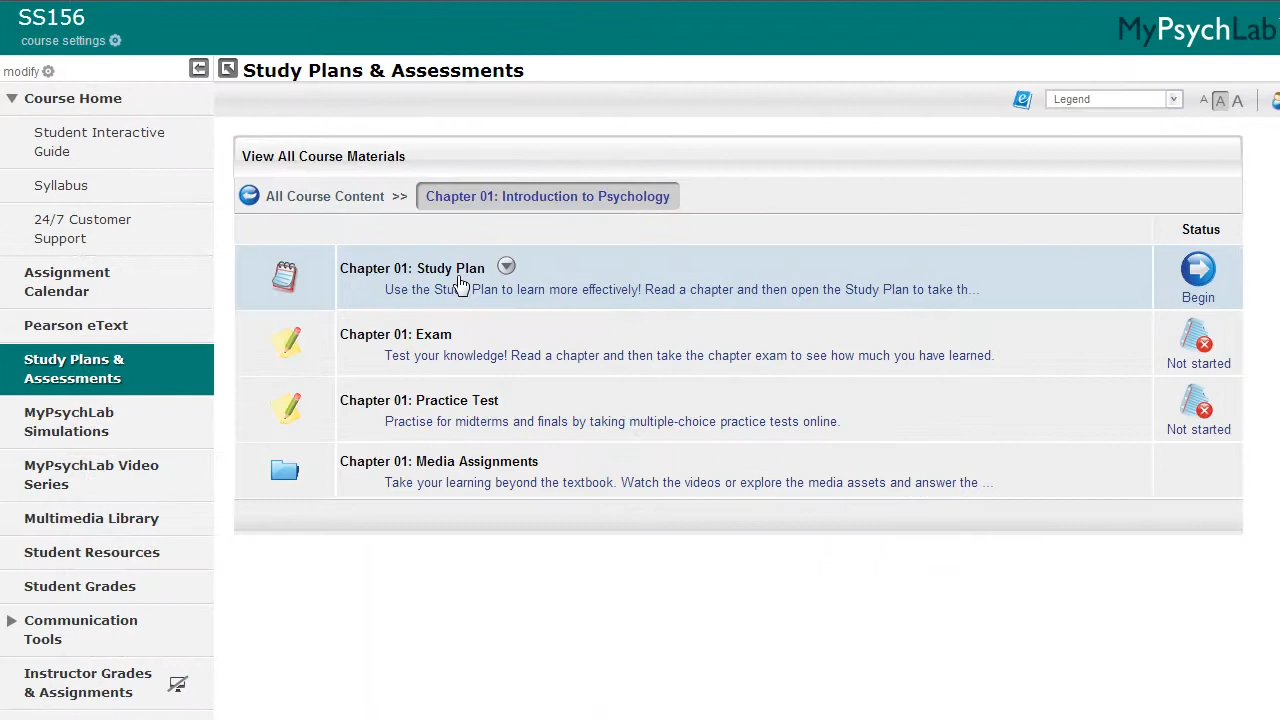 SS156
course settings
MyPsychLab
modify
Study Plans & Assessments
Legend
A A A
Course Home
Student Interactive
Guide
Syllabus
24/7 Customer
Support
Assignment
Calendar
Pearson eText
Study Plans &
Assessments
MyPsychLab
Simulations
MyPsychLab Video
Series
Multimedia Library
Student Resources
Student Grades
Communication
Tools
Instructor Grades
& Assignments
View All Course Materials
All Course Content >> Chapter 01: Introduction to Psychology
Status
Chapter 01: Study Plan
Use the Study Plan to learn more effectively! Read a chapter and then open the Study Plan to take th...
Begin
Chapter 01: Exam
Test your knowledge! Read a chapter and then take the chapter exam to see how much you have learned.
Not started
Chapter 01: Practice Test
Practise for midterms and finals by taking multiple-choice practice tests online.
Not started
Chapter 01: Media Assignments
Take your learning beyond the textbook. Watch the videos or explore the media assets and answer the ...